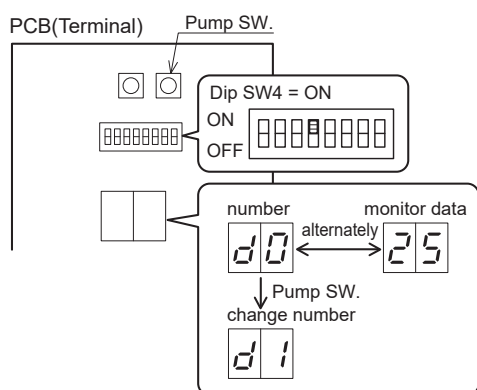 PCB(Terminal)
Pump SW.
Dip SW4 = ON
ON
OFF
number
monitor data
d0
alternately
25
Pump SW.
change number
d1